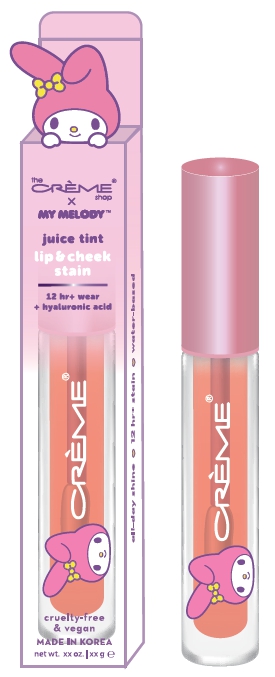 the
CRÈME®
shop
x
MY MELODY™
juice tint
lip & cheek
stain
12 hr+ wear
+ hyaluronic acid
CRÈME®
cruelty-free
& vegan
MADE IN KOREA
net wt. xx oz. | xx g ℮
all-day shine o 12 hr+ stain o water-based
CRÈME®